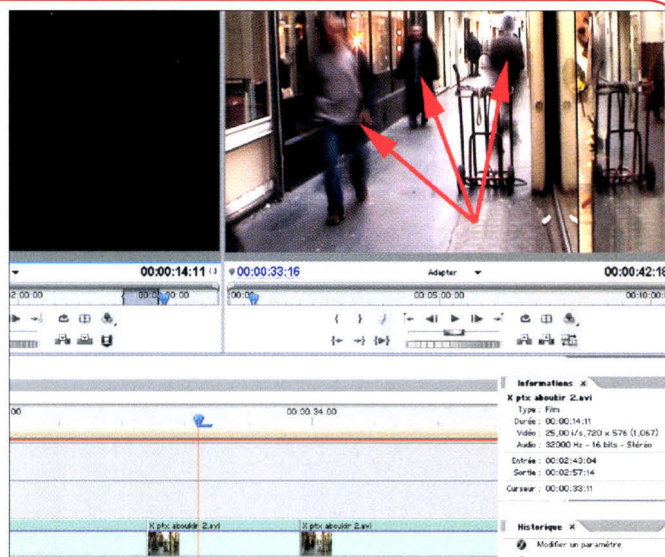 00:00:14:11
00:00:33:16
Adapter
00:00:42:18
00:05:00:00
Informations X
X ptx aboukir 2.avi
Type : Film
Durée : 00:00:14:11
Vidéo : 25,00 i/s, 720 x 576 (1,067)
Audio : 32000 Hz - 16 bits - Stéréo
Entrée : 00:02:43:04
Sortie : 00:02:57:14
Curseur : 00:00:33:11
00:00:34:00
X ptx aboukir 2.avi
X ptx aboukir 2.avi
Historique X
Modifier un paramètre